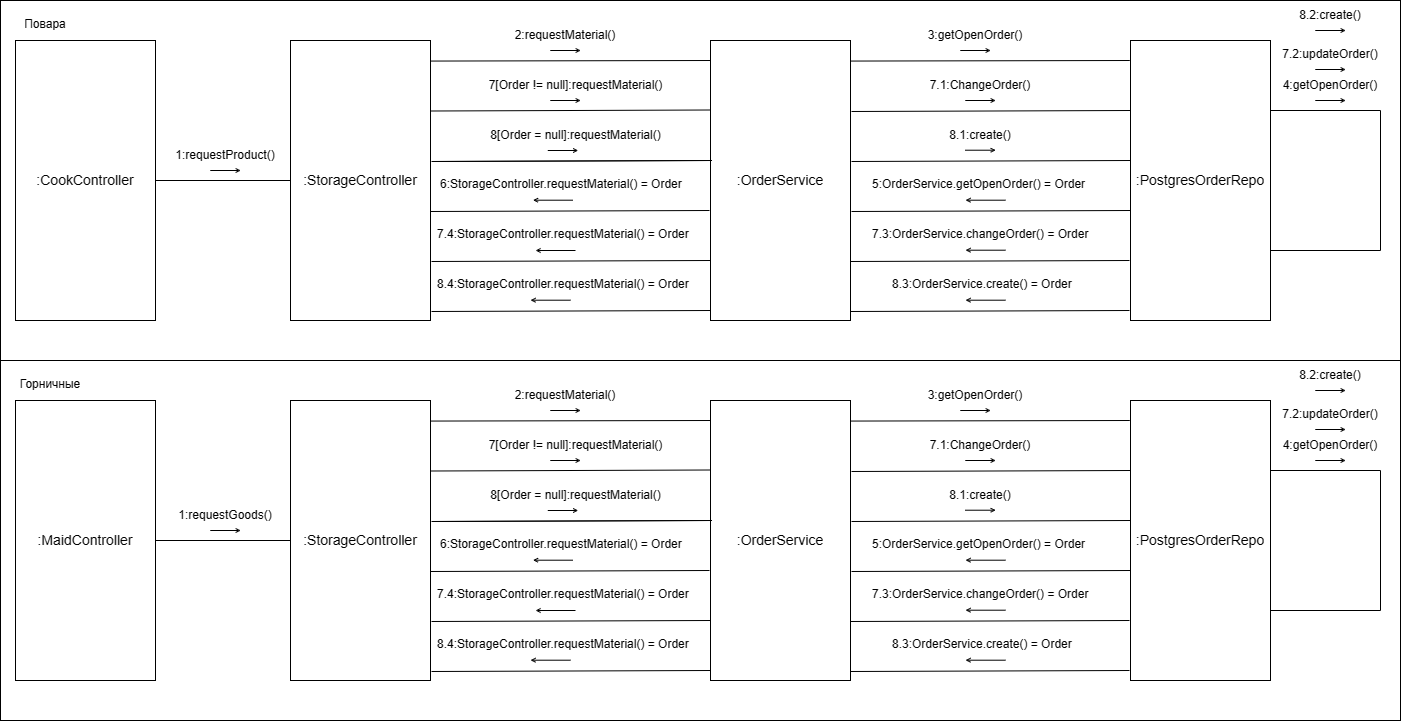 Повара
8.2:create()
2:requestMaterial()
3:getOpenOrder()
7.2:updateOrder()
7[Order != null]:requestMaterial()
7.1:ChangeOrder()
4:getOpenOrder()
8[Order = null]:requestMaterial()
8.1:create()
1:requestProduct()
:CookController
:StorageController
6:StorageController.requestMaterial() = Order
:OrderService
5:OrderService.getOpenOrder() = Order
:PostgresOrderRepo
7.4:StorageController.requestMaterial() = Order
7.3:OrderService.changeOrder() = Order
8.4:StorageController.requestMaterial() = Order
8.3:OrderService.create() = Order
Горничные
8.2:create()
2:requestMaterial()
3:getOpenOrder()
7.2:updateOrder()
7[Order != null]:requestMaterial()
7.1:ChangeOrder()
4:getOpenOrder()
8[Order = null]:requestMaterial()
8.1:create()
1:requestGoods()
:MaidController
:StorageController
6:StorageController.requestMaterial() = Order
:OrderService
5:OrderService.getOpenOrder() = Order
:PostgresOrderRepo
7.4:StorageController.requestMaterial() = Order
7.3:OrderService.changeOrder() = Order
8.4:StorageController.requestMaterial() = Order
8.3:OrderService.create() = Order